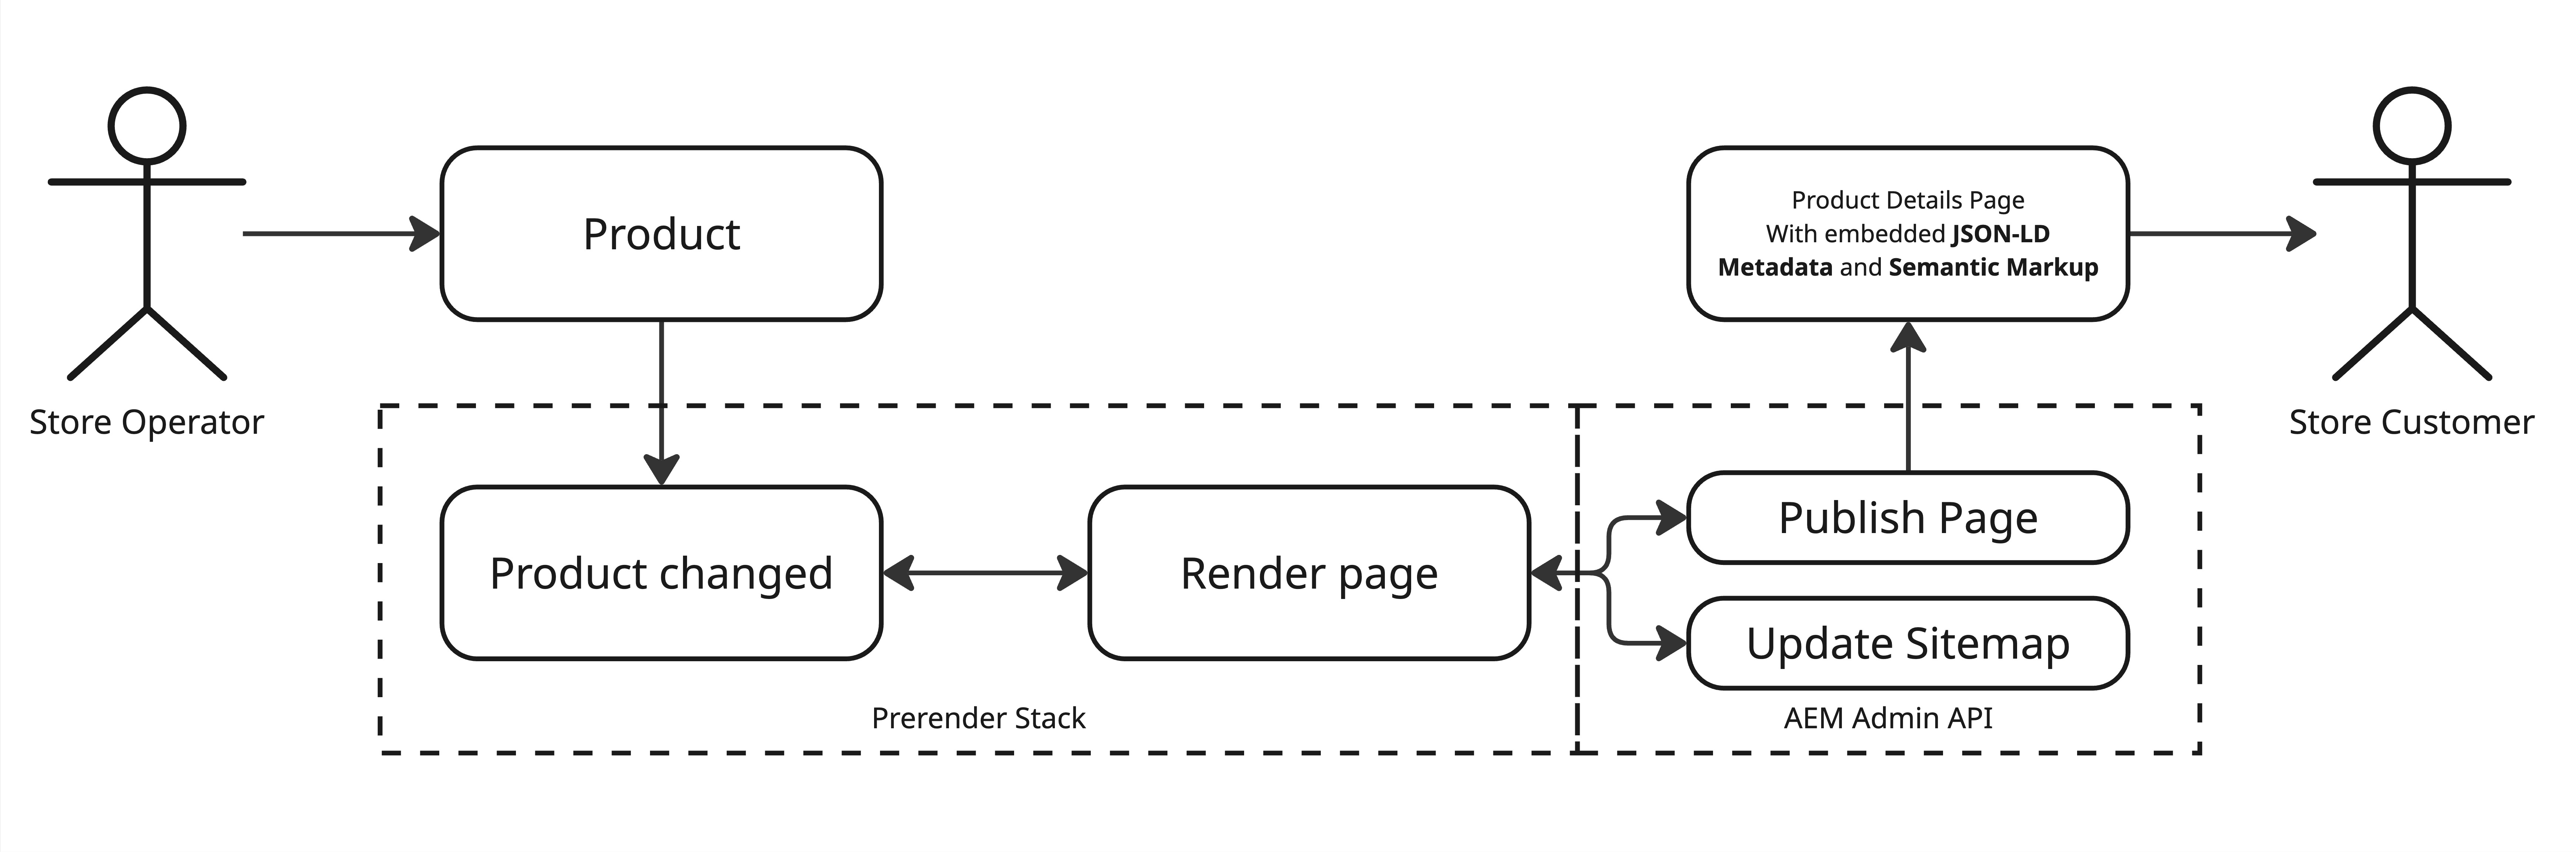 Product
Product Details Page
With embedded JSON-LD
Metadata and Semantic Markup
Store Operator
Store Customer
Product changed
Render page
Publish Page
Update Sitemap
Prerender Stack
AEM Admin API